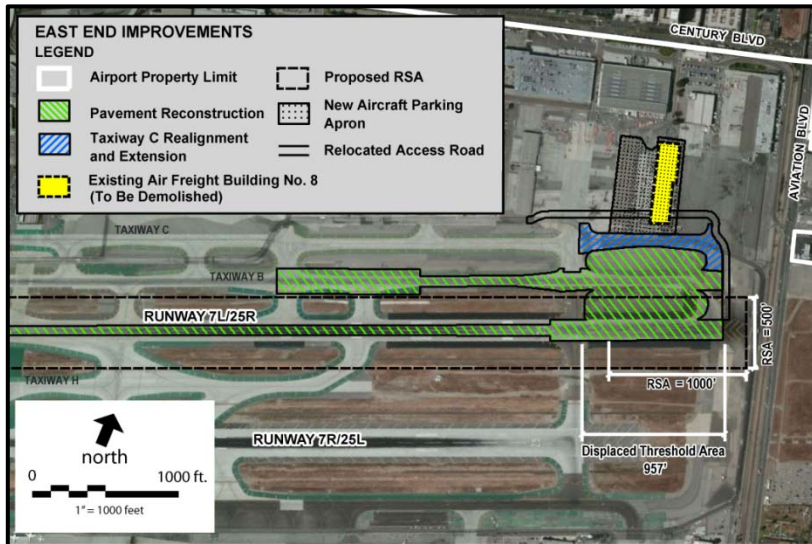 EAST END IMPROVEMENTS
LEGEND
Airport Property Limit
Pavement Reconstruction
Taxiway C Realignment
and Extension
Existing Air Freight Building No. 8
(To Be Demolished)
Proposed RSA
New Aircraft Parking
Apron
Relocated Access Road
CENTURY BLVD
AVIATION BLVD
TAXIWAY C
TAXIWAY B
RUNWAY 7L/25R
TAXIWAY H
RSA = 500'
RSA = 1000'
RUNWAY 7R/25L
Displaced Threshold Area
957'
north
0 1000 ft.
1" = 1000 feet